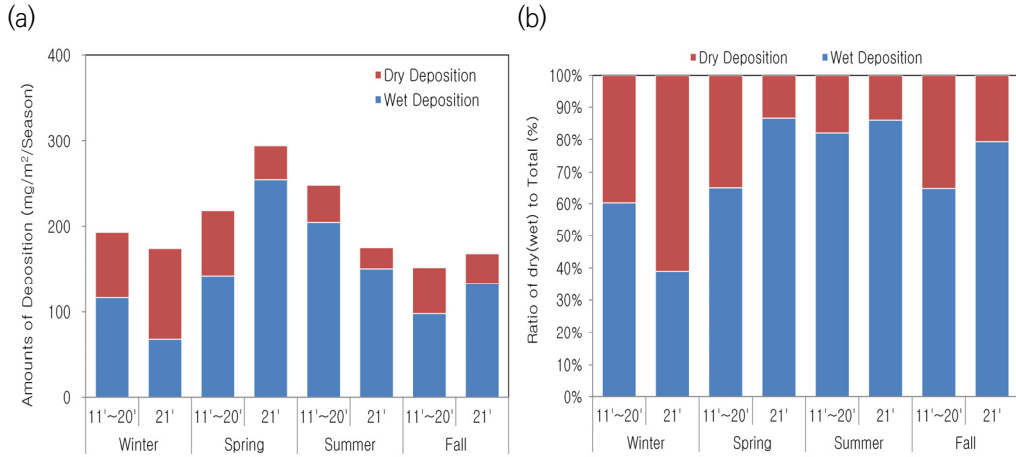 (a)
Amounts of Deposition (mg/m²/Season)
400
300
200
100
0
Dry Deposition
Wet Deposition
11'~20' 21' 11'~20' 21' 11'~20' 21' 11'~20' 21'
Winter Spring Summer Fall
(b)
Dry Deposition Wet Deposition
Ratio of dry(wet) to Total (%)
100%
90%
80%
70%
60%
50%
40%
30%
20%
10%
0%
11'~20' 21' 11'~20' 21' 11'~20' 21' 11'~20' 21'
Winter Spring Summer Fall